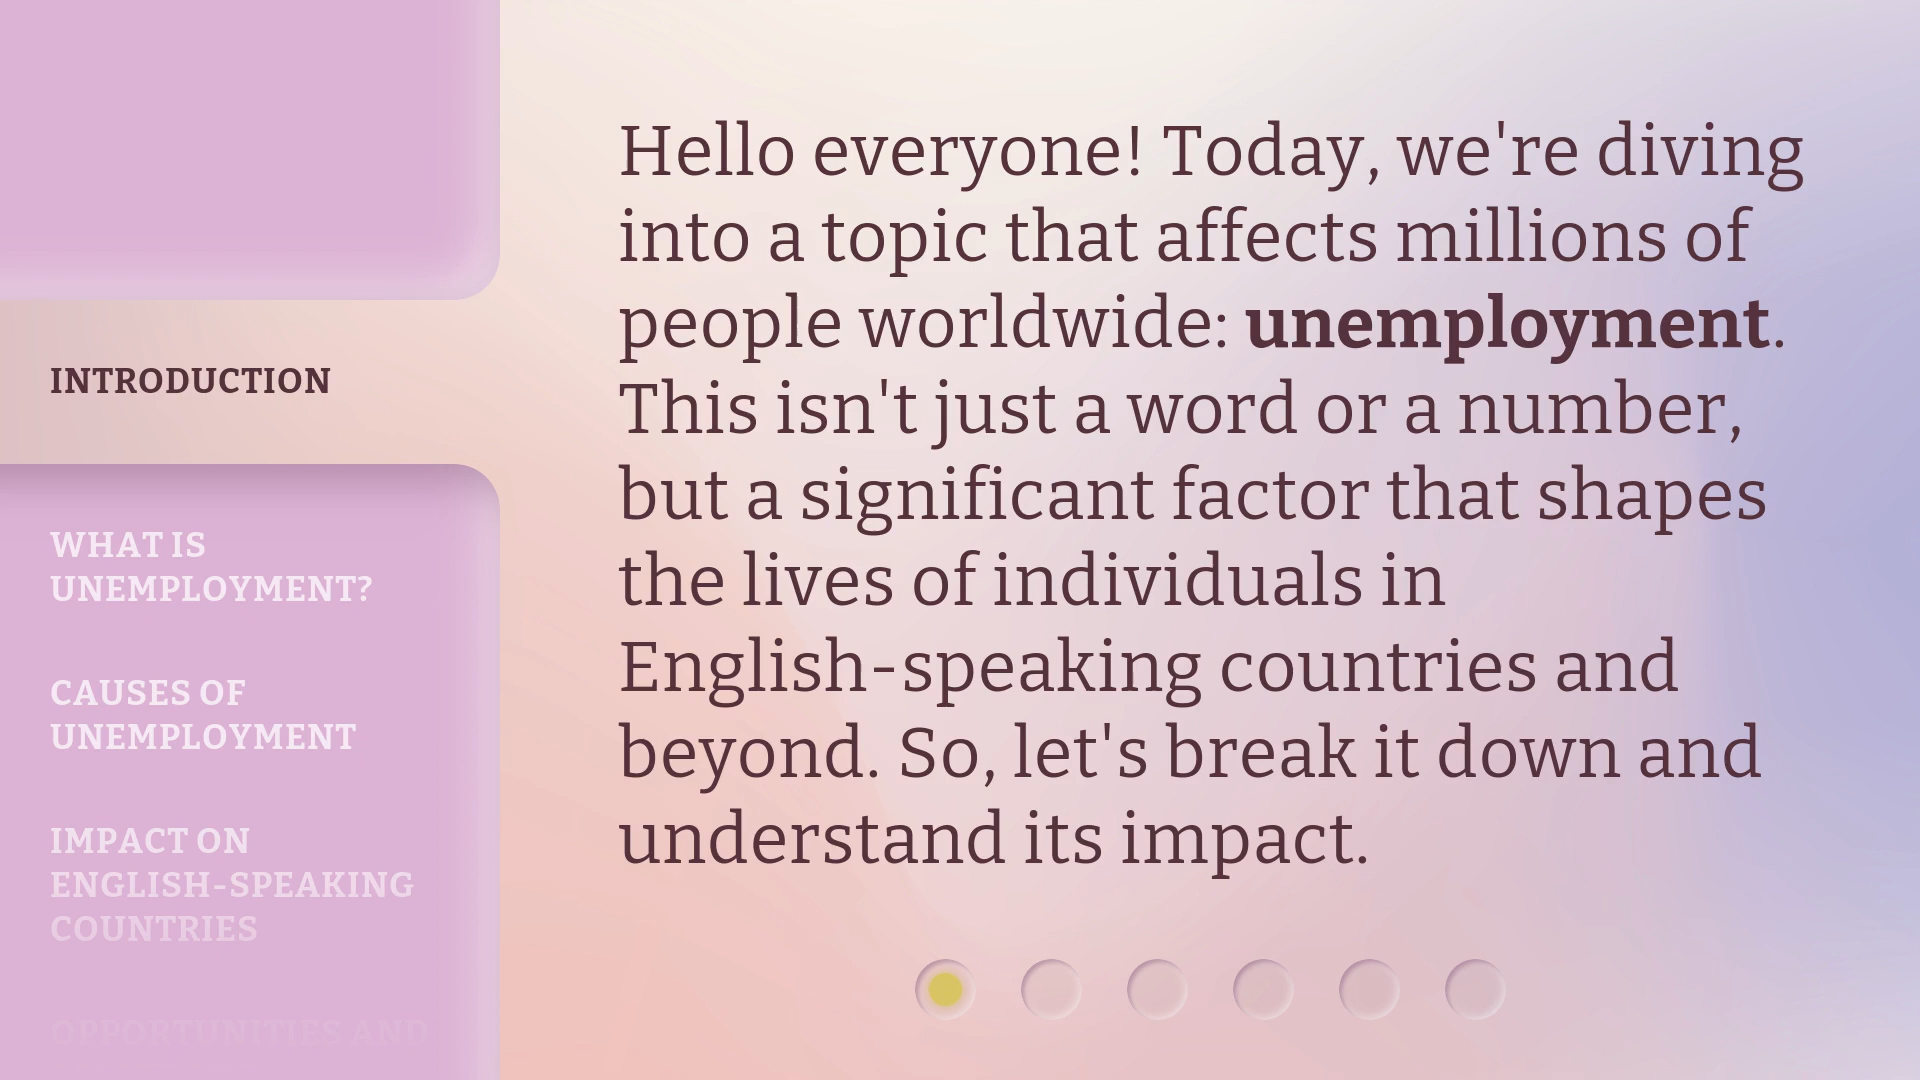 INTRODUCTION
WHAT IS
UNEMPLOYMENT?
CAUSES OF
UNEMPLOYMENT
IMPACT ON
ENGLISH-SPEAKING
COUNTRIES
OPPORTUNITIES AND
Hello everyone! Today, we're diving
into a topic that affects millions of
people worldwide: unemployment.
This isn't just a word or a number,
but a significant factor that shapes
the lives of individuals in
English-speaking countries and
beyond. So, let's break it down and
understand its impact.